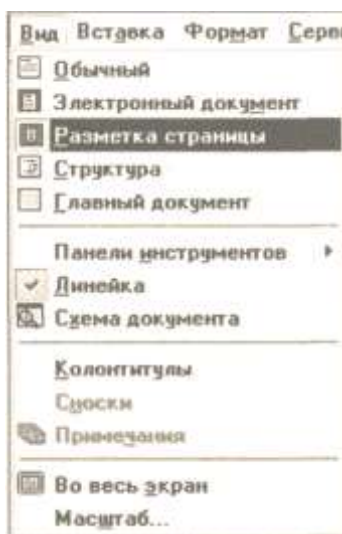 Вид Вставка Формат Серви
Обычный
Электронный документ
Разметка страницы
Структура
Главный документ
Панели инструментов
Линейка
Схема документа
Колонтитулы
Сноски
Примечания
Во весь экран
Масштаб...